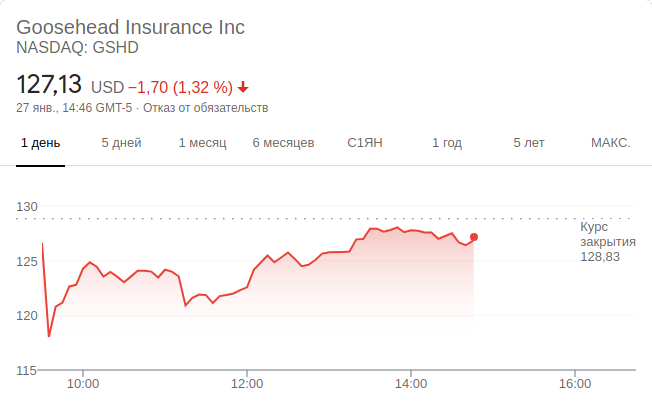 Goosehead Insurance Inc
NASDAQ: GSHD
127,13 USD −1,70 (1,32 %)
27 янв., 14:46 GMT-5 · Отказ от обязательств
1 день 5 дней 1 месяц 6 месяцев С1ЯН 1 год 5 лет МАКС.
130
Курс
закрытия
128,83
125
120
115
10:00 12:00 14:00 16:00